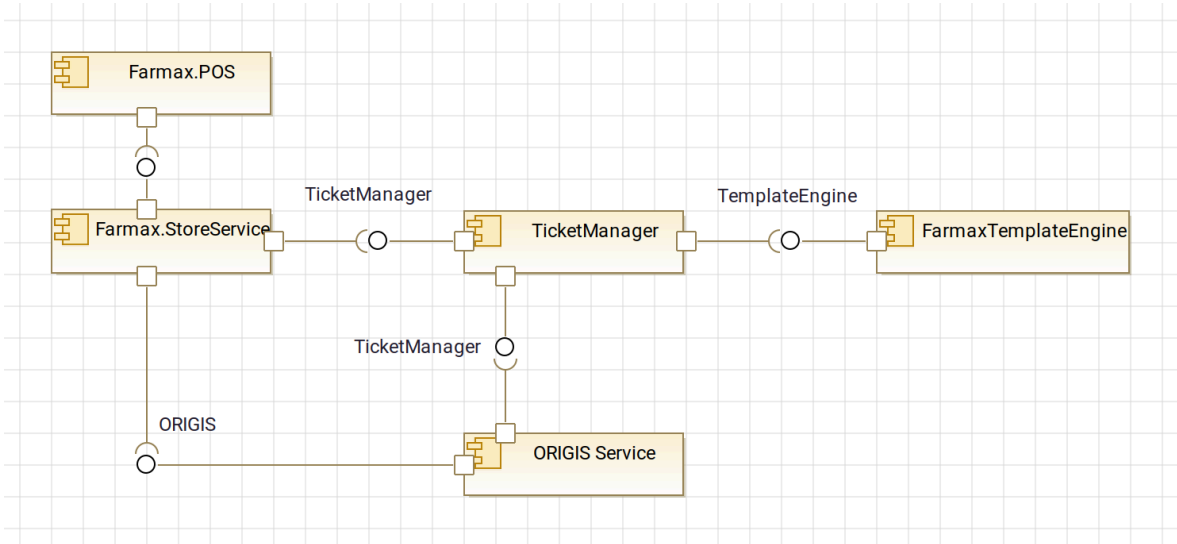 Farmax.POS
TicketManager
TemplateEngine
Farmax.StoreService
TicketManager
FarmaxTemplateEngine
TicketManager
ORIGIS
ORIGIS Service